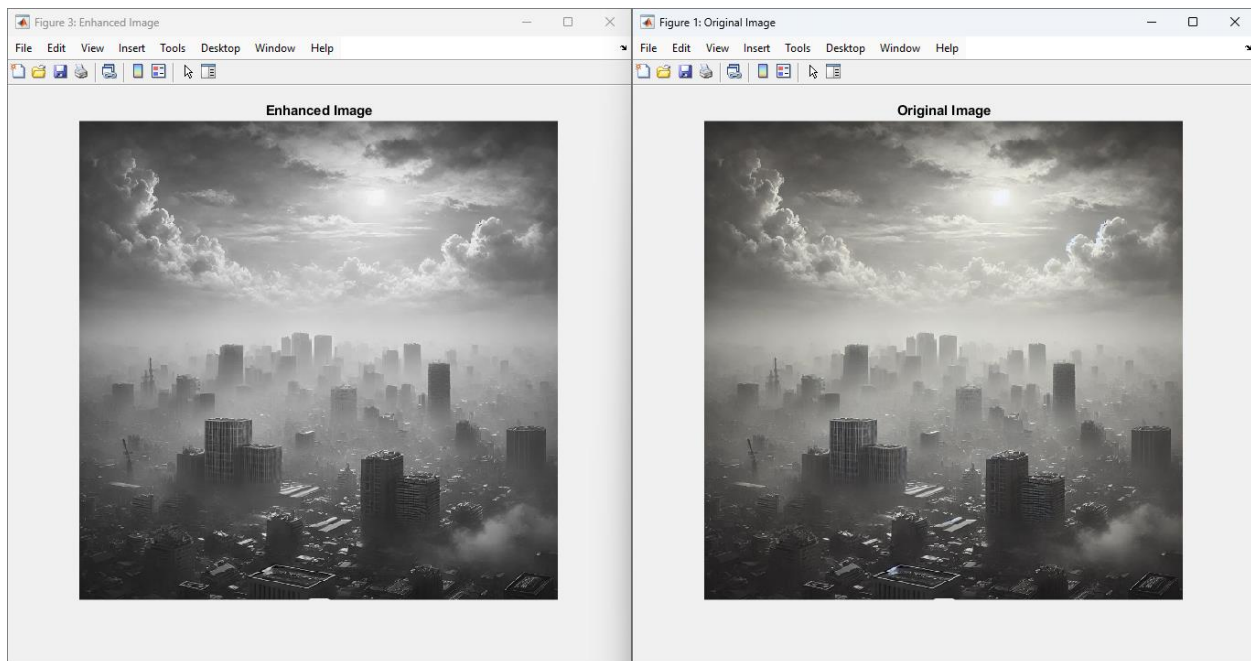 Figure 3: Enhanced Image
File Edit View Insert Tools Desktop Window Help
Enhanced Image
Figure 1: Original Image
File Edit View Insert Tools Desktop Window Help
Original Image